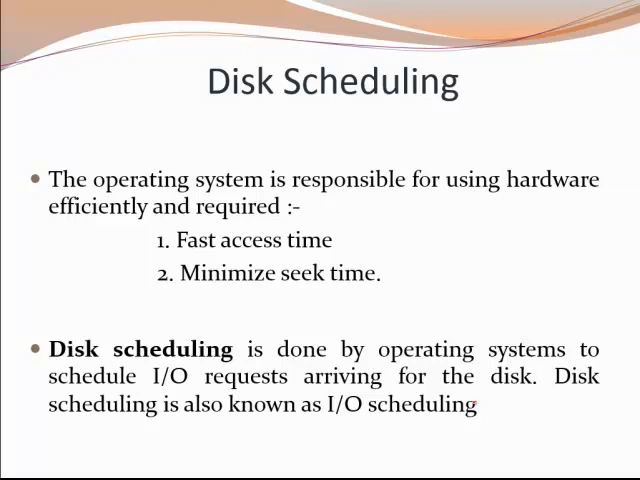 Disk Scheduling
• The operating system is responsible for using hardware
efficiently and required :-
1. Fast access time
2. Minimize seek time.
• Disk scheduling is done by operating systems to
schedule I/O requests arriving for the disk. Disk
scheduling is also known as I/O scheduling